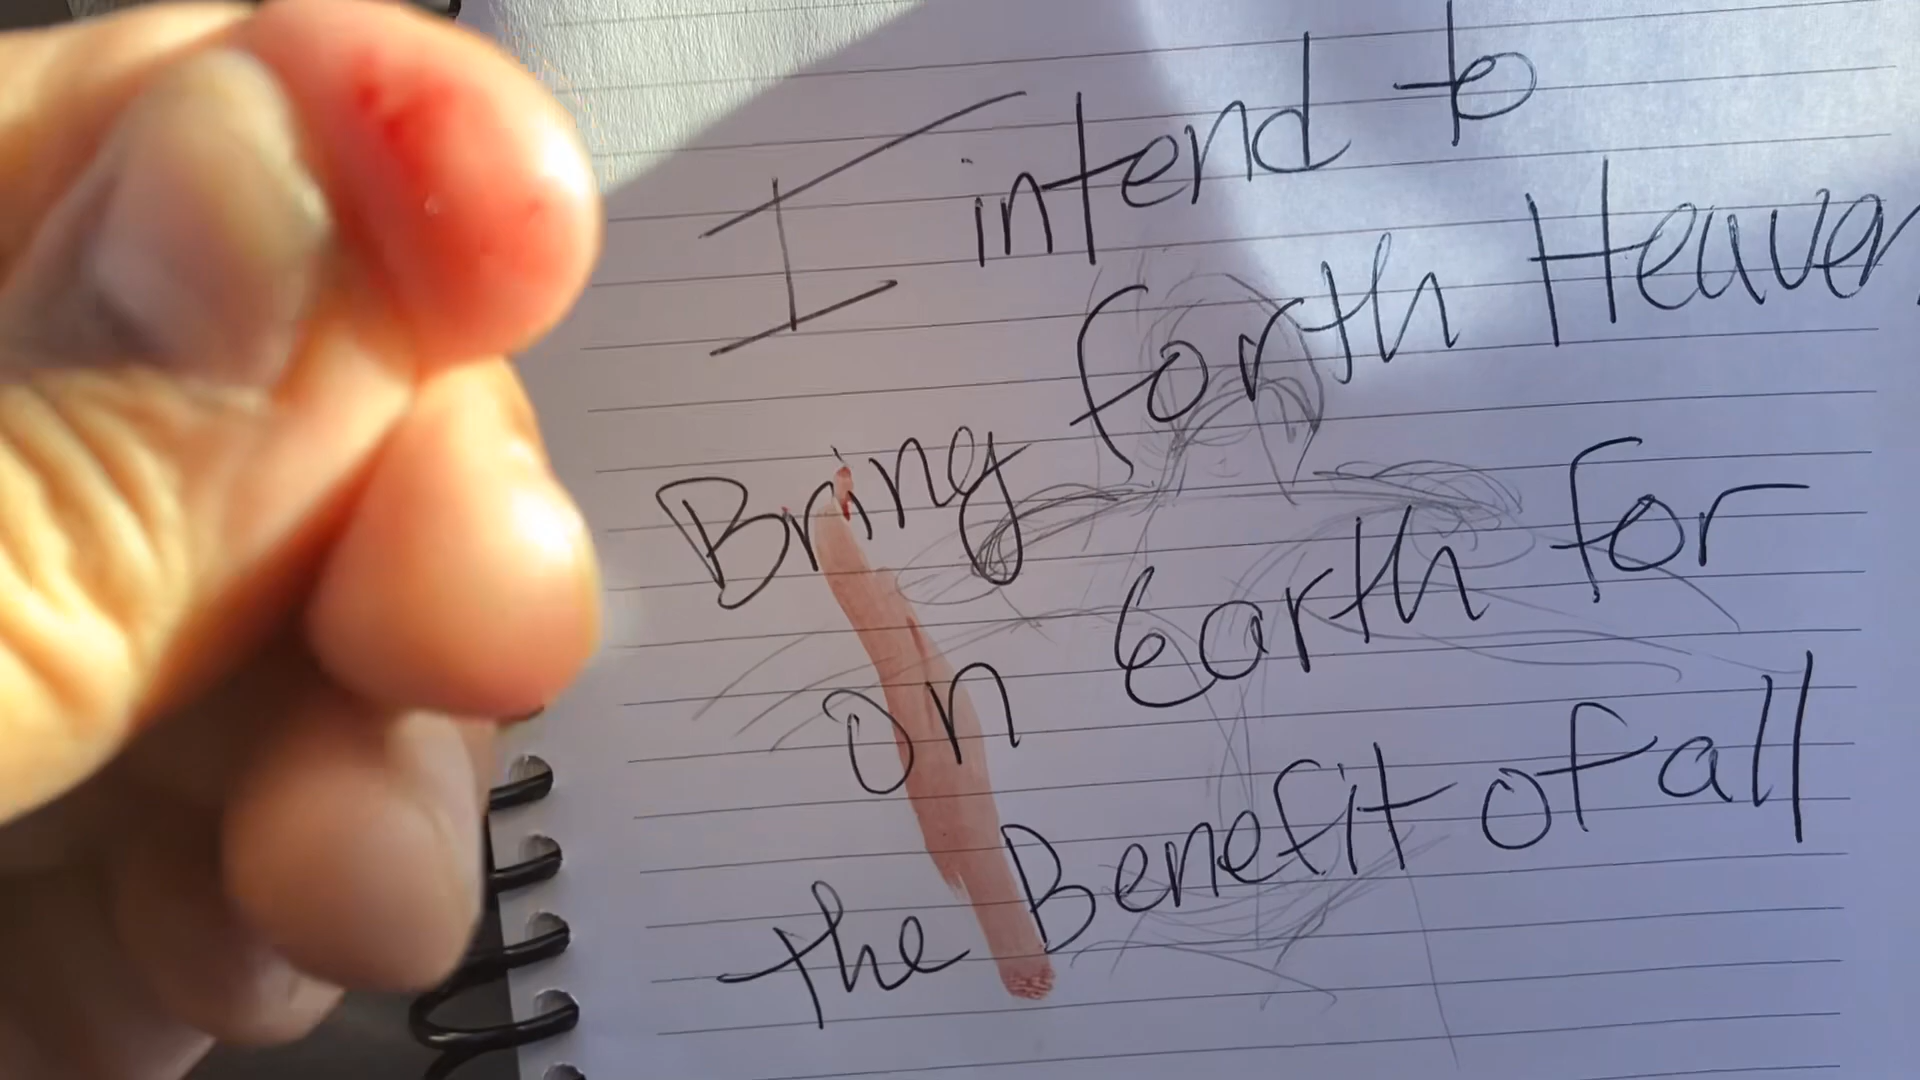 I intend to
Bring forth Heaven
on Earth for
the Benefit of all